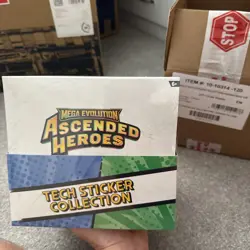 MEGA EVOLUTION
ASCENDED
HEROES
TECH STICKER
COLLECTION
STOP